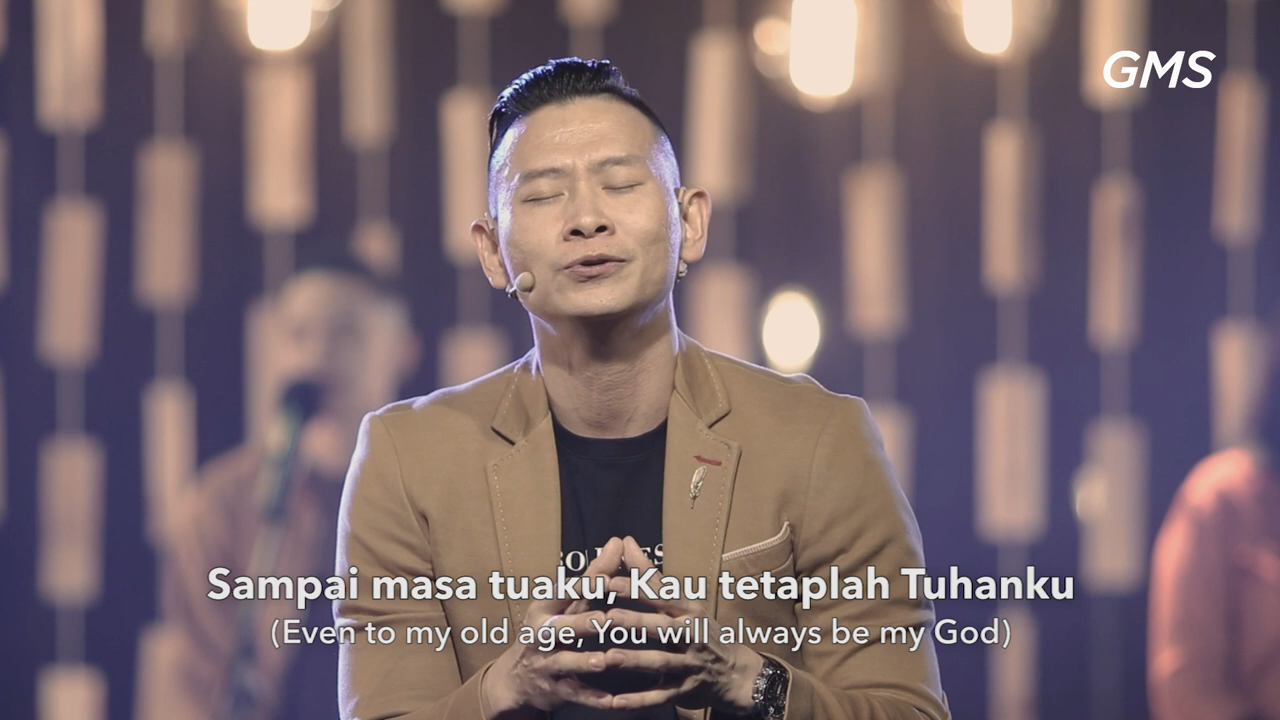 GMS
Sampai masa tuaku, Kau tetaplah Tuhanku
(Even to my old age, You will always be my God)